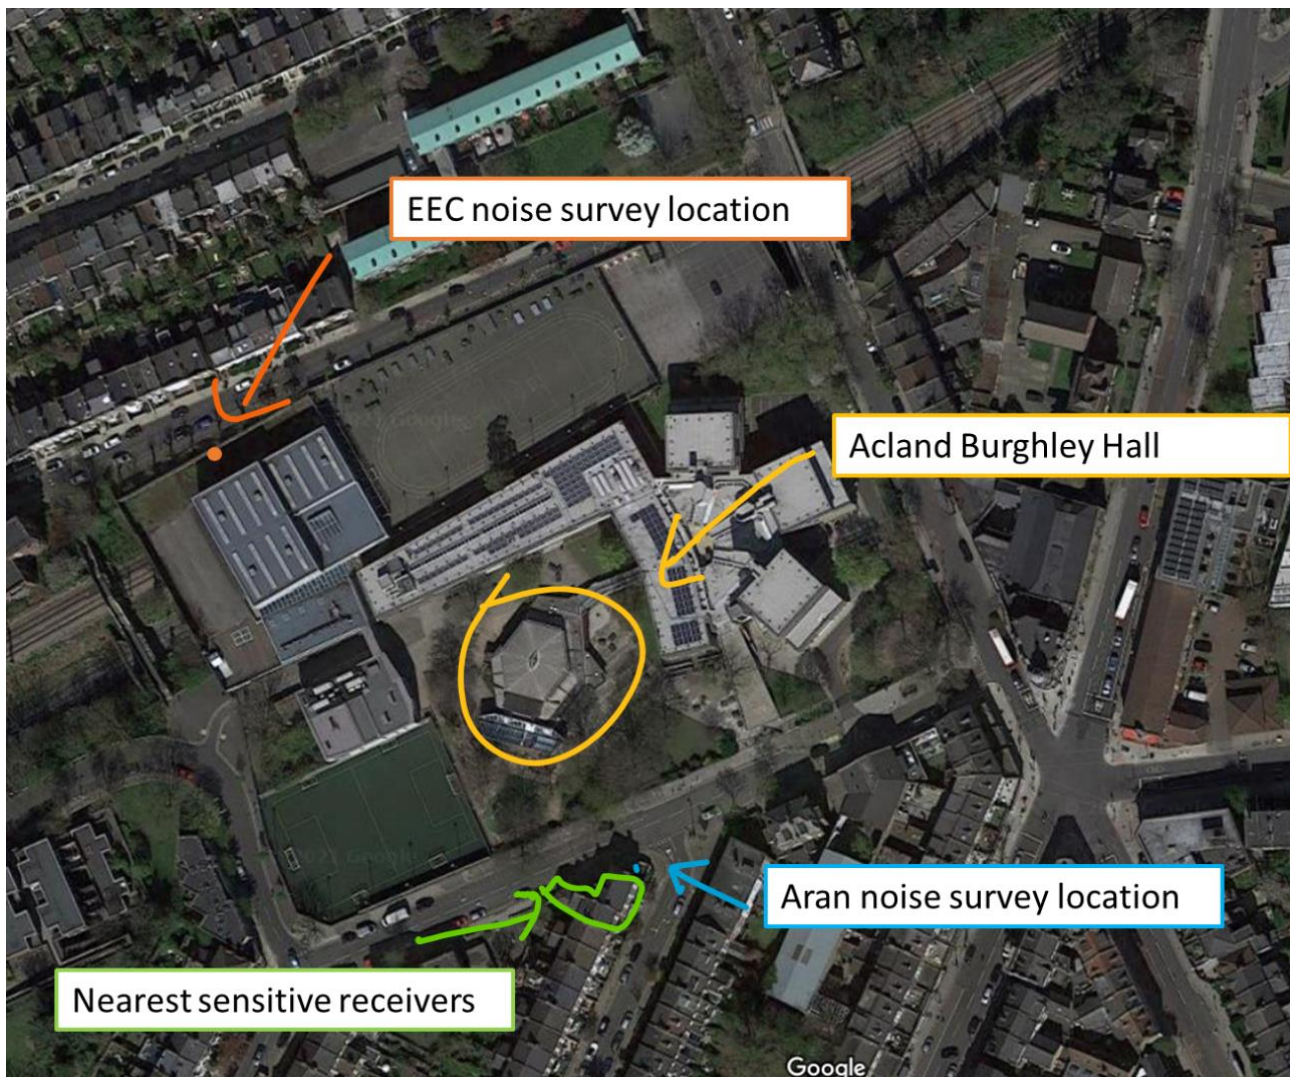 EEC noise survey location
Acland Burghley Hall
Aran noise survey location
Nearest sensitive receivers
Google